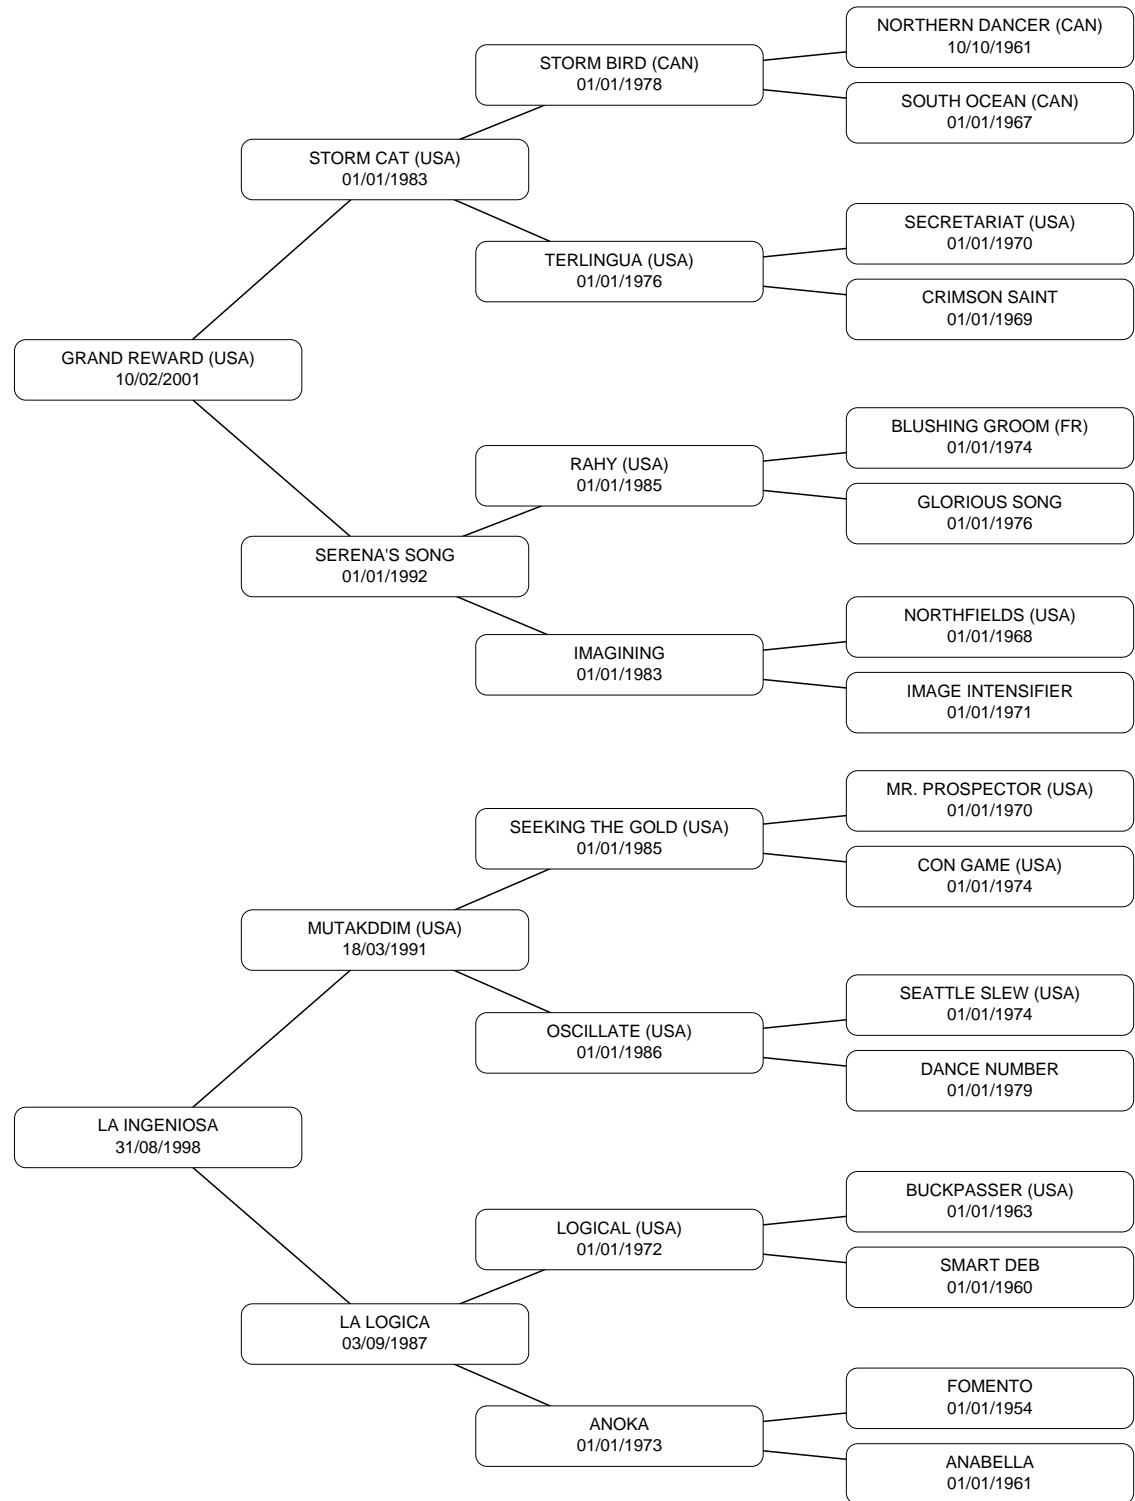 NORTHERN DANCER (CAN)
10/10/1961
STORM BIRD (CAN)
01/01/1978
SOUTH OCEAN (CAN)
01/01/1967
STORM CAT (USA)
01/01/1983
SECRETARIAT (USA)
01/01/1970
TERLINGUA (USA)
01/01/1976
CRIMSON SAINT
01/01/1969
GRAND REWARD (USA)
10/02/2001
BLUSHING GROOM (FR)
01/01/1974
RAHY (USA)
01/01/1985
GLORIOUS SONG
01/01/1976
SERENA'S SONG
01/01/1992
NORTHFIELDS (USA)
01/01/1968
IMAGINING
01/01/1983
IMAGE INTENSIFIER
01/01/1971
MR. PROSPECTOR (USA)
01/01/1970
SEEKING THE GOLD (USA)
01/01/1985
CON GAME (USA)
01/01/1974
MUTAKDDIM (USA)
18/03/1991
SEATTLE SLEW (USA)
01/01/1974
OSCILLATE (USA)
01/01/1986
DANCE NUMBER
01/01/1979
LA INGENIOSA
31/08/1998
BUCKPASSER (USA)
01/01/1963
LOGICAL (USA)
01/01/1972
SMART DEB
01/01/1960
LA LOGICA
03/09/1987
FOMENTO
01/01/1954
ANOKA
01/01/1973
ANABELLA
01/01/1961